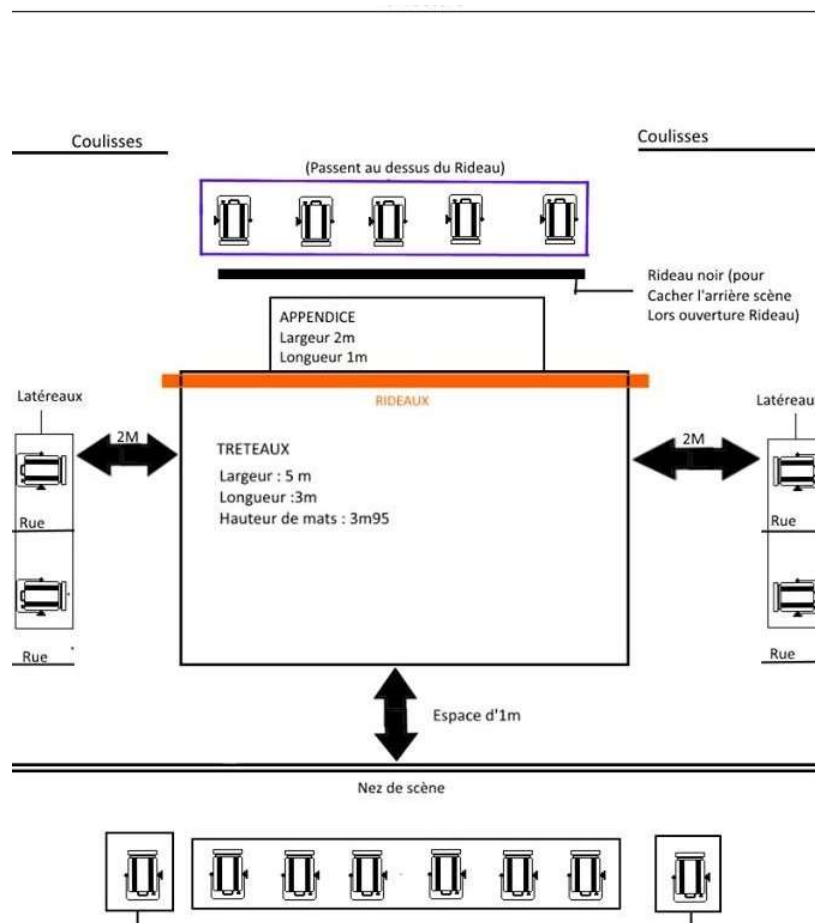 Coulisses
Coulisses
(Passent au dessus du Rideau)
Rideau noir (pour
Cacher l'arrière scène
Lors ouverture Rideau)
APPENDICE
Largeur 2m
Longueur 1m
RIDEAUX
Latéreaux
Latéreau
2M
2M
TRETEAUX
Largeur : 5 m
Longueur :3m
Hauteur de mats : 3m95
Rue
Rue
Rue
Rue
Espace d'1m
Nez de scène